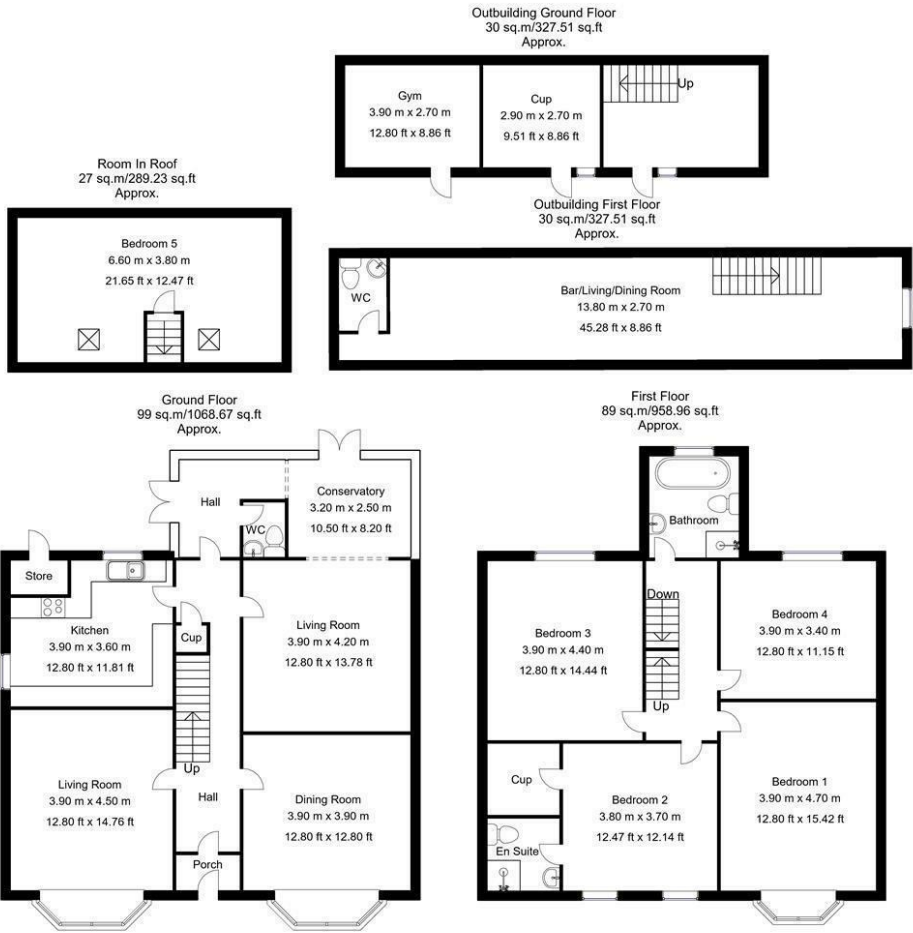 Outbuilding Ground Floor
30 sq.m/327.51 sq.ft
Approx.
Gym
3.90 m x 2.70 m
12.80 ft x 8.86 ft
Cup
2.90 m x 2.70 m
9.51 ft x 8.86 ft
Up
Room In Roof
27 sq.m/289.23 sq.ft
Approx.
Bedroom 5
6.60 m x 3.80 m
21.65 ft x 12.47 ft
Outbuilding First Floor
30 sq.m/327.51 sq.ft
Approx.
WC
Bar/Living/Dining Room
13.80 m x 2.70 m
45.28 ft x 8.86 ft
Ground Floor
99 sq.m/1068.67 sq.ft
Approx.
Hall
Conservatory
3.20 m x 2.50 m
10.50 ft x 8.20 ft
WC
Store
Kitchen
3.90 m x 3.60 m
12.80 ft x 11.81 ft
Cup
Living Room
3.90 m x 4.20 m
12.80 ft x 13.78 ft
Living Room
3.90 m x 4.50 m
12.80 ft x 14.76 ft
Up
Hall
Dining Room
3.90 m x 3.90 m
12.80 ft x 12.80 ft
Porch
First Floor
89 sq.m/958.96 sq.ft
Approx.
Bathroom
Down
Bedroom 3
3.90 m x 4.40 m
12.80 ft x 14.44 ft
Bedroom 4
3.90 m x 3.40 m
12.80 ft x 11.15 ft
Up
Cup
Bedroom 2
3.80 m x 3.70 m
12.47 ft x 12.14 ft
Bedroom 1
3.90 m x 4.70 m
12.80 ft x 15.42 ft
En Suite